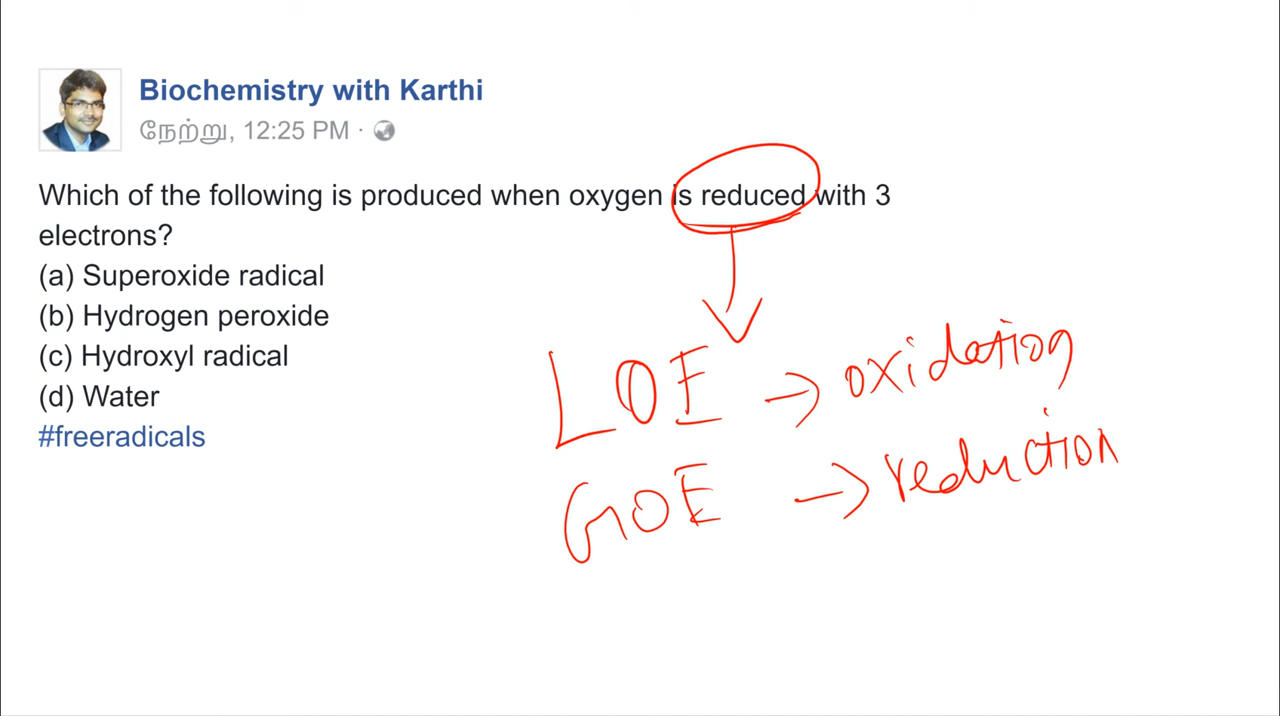 Biochemistry with Karthi
நேற்று, 12:25 PM ·
Which of the following is produced when oxygen is reduced with 3
electrons?
(a) Superoxide radical
(b) Hydrogen peroxide
(c) Hydroxyl radical
(d) Water
#freeradicals
LOE → oxidation
GOE → reduction